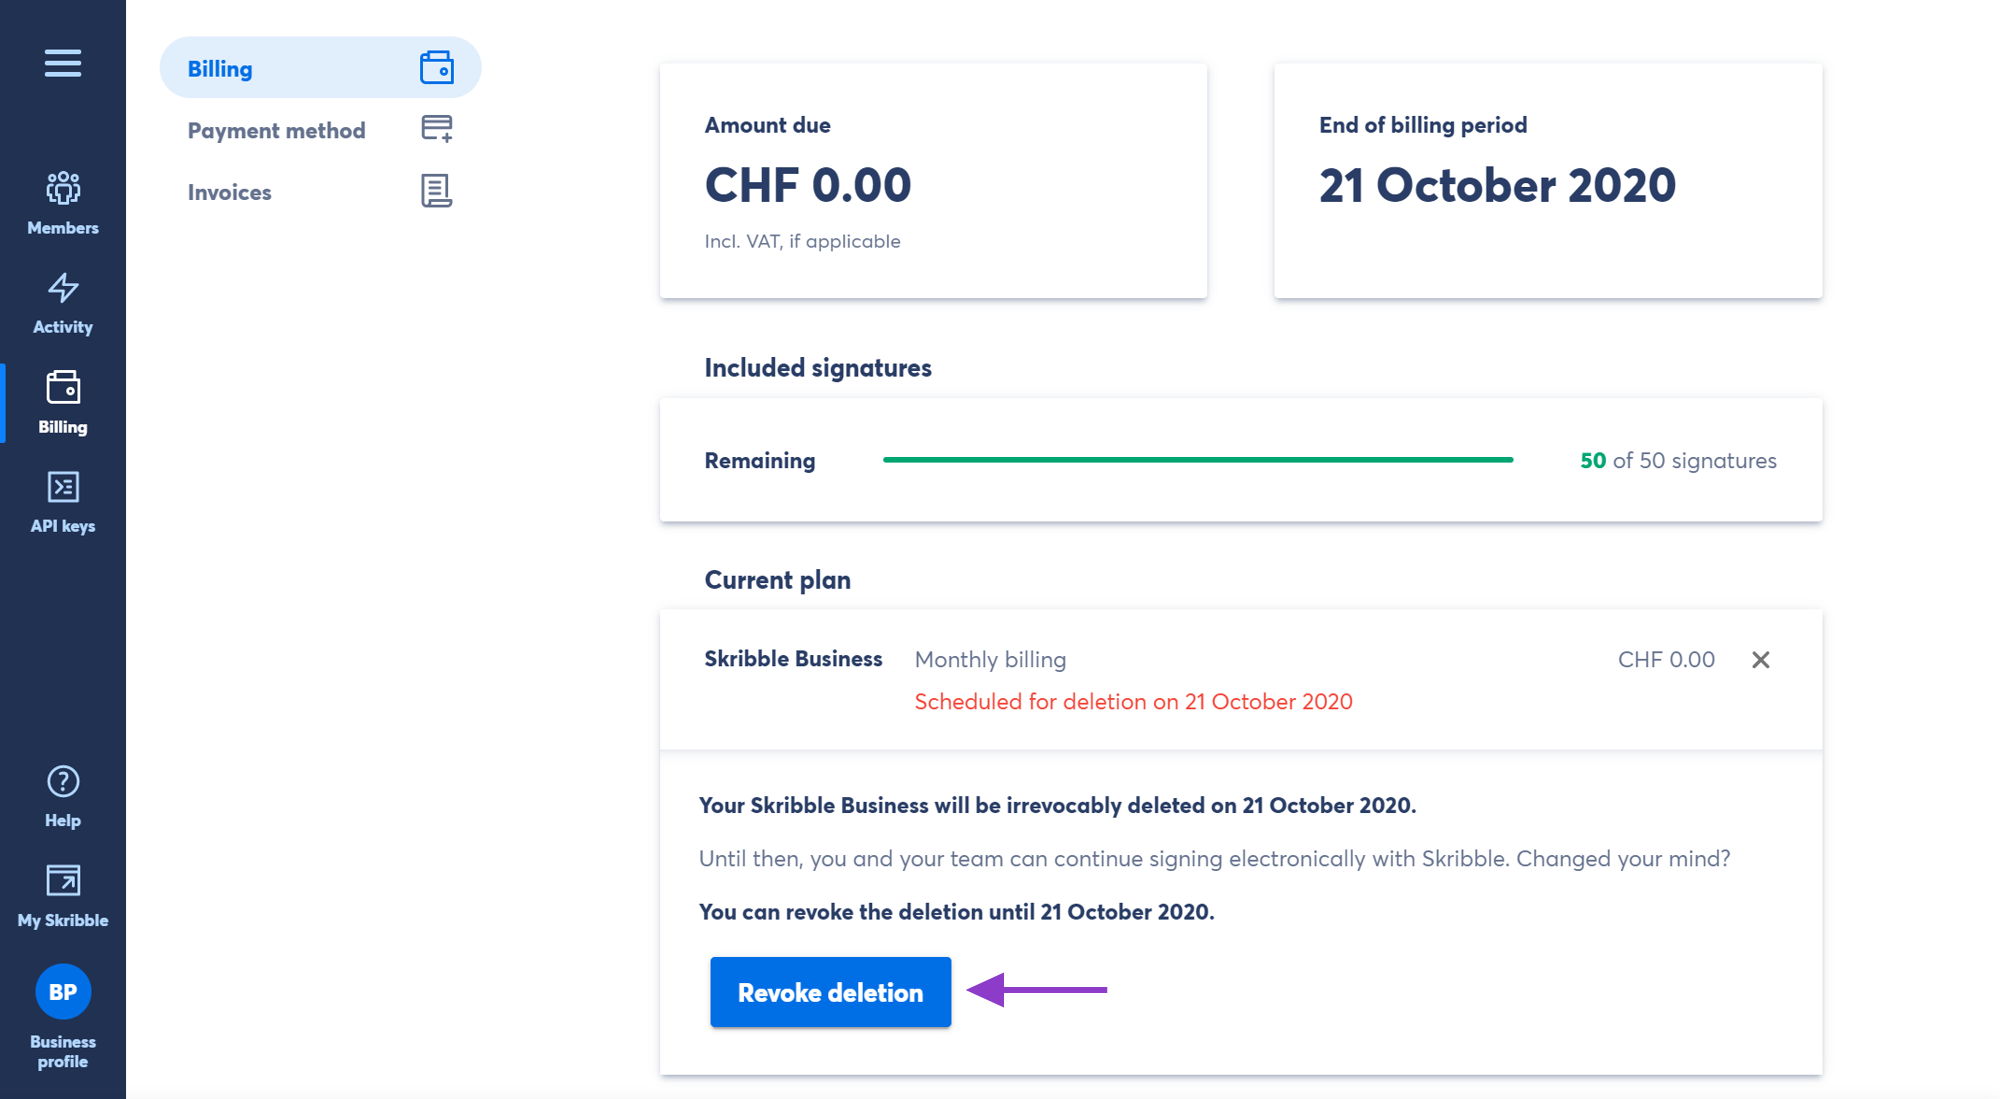 Members
Activity
Billing
API keys
Help
My Skribble
BP
Business
profile
Billing
Payment method
Invoices
Amount due
CHF 0.00
Incl. VAT, if applicable
End of billing period
21 October 2020
Included signatures
Remaining
50 of 50 signatures
Current plan
Skribble Business Monthly billing CHF 0.00
Scheduled for deletion on 21 October 2020
Your Skribble Business will be irrevocably deleted on 21 October 2020.
Until then, you and your team can continue signing electronically with Skribble. Changed your mind?
You can revoke the deletion until 21 October 2020.
Revoke deletion